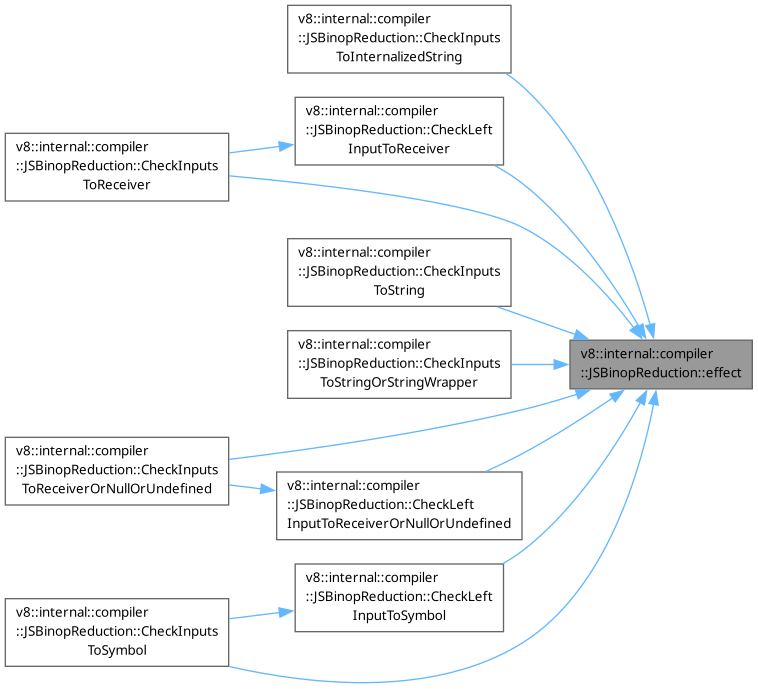 v8::internal::compiler
::JSBinopReduction::CheckInputs
ToInternalizedString
v8::internal::compiler
::JSBinopReduction::CheckLeft
InputToReceiver
v8::internal::compiler
::JSBinopReduction::CheckInputs
ToReceiver
v8::internal::compiler
::JSBinopReduction::CheckInputs
ToString
v8::internal::compiler
::JSBinopReduction::CheckInputs
ToStringOrStringWrapper
v8::internal::compiler
::JSBinopReduction::effect
v8::internal::compiler
::JSBinopReduction::CheckInputs
ToReceiverOrNullOrUndefined
v8::internal::compiler
::JSBinopReduction::CheckLeft
InputToReceiverOrNullOrUndefined
v8::internal::compiler
::JSBinopReduction::CheckLeft
InputToSymbol
v8::internal::compiler
::JSBinopReduction::CheckInputs
ToSymbol